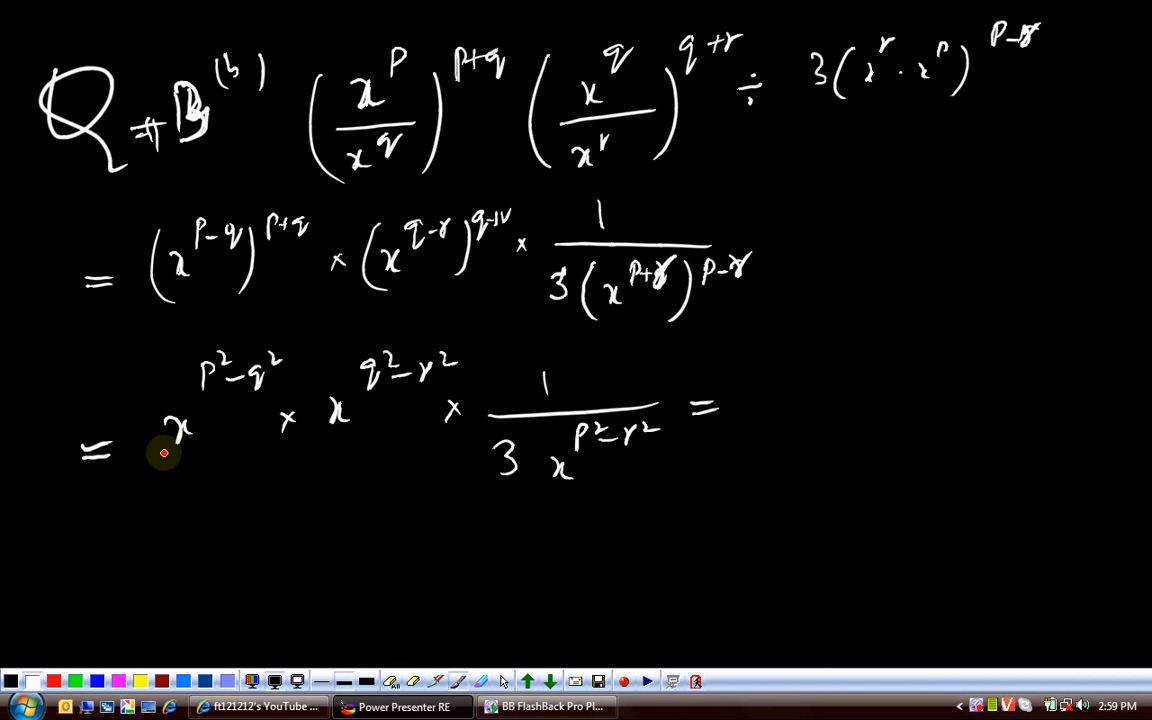 Q # B (b) (x^p / x^q)^{p+q} (x^q / x^r)^{q+r} ÷ 3(x^r · x^p)^{p-r}
= (x^{p-q})^{p+q} × (x^{q-r})^{q+r} × 1 / 3(x^{p+r})^{p-r}
= x^{p²-q²} × x^{q²-r²} × 1 / 3 x^{p²-r²} =
ft121212's YouTube ... Power Presenter RE BB FlashBack Pro Pl... 2:59 PM